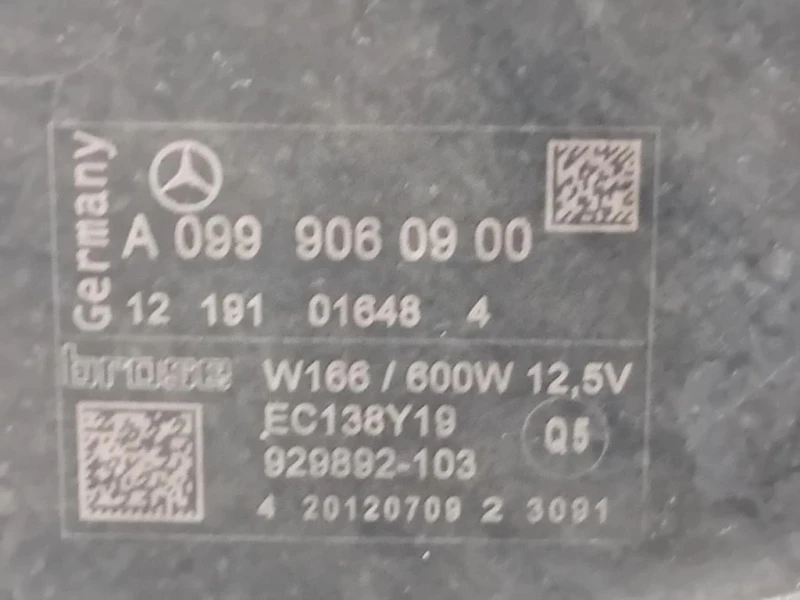 Germany
A 099 906 09 00
12 191 01648 4
brose W166 / 600W 12,5V
EC138Y19
Q5
929892-103
4 20120709 2 3091